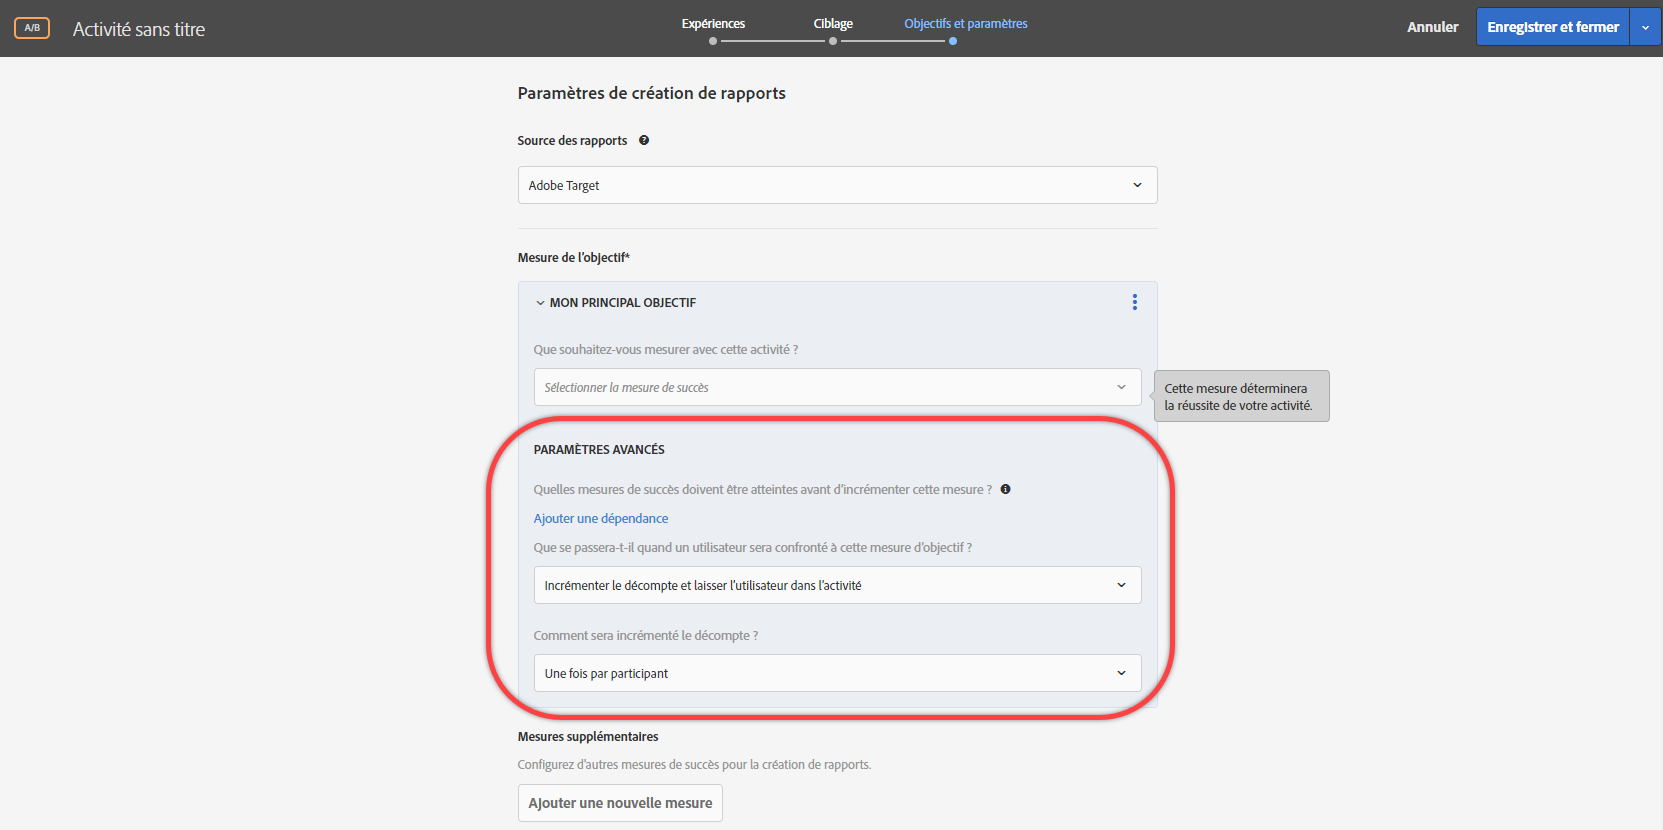 A/B
Activité sans titre
Expériences
Ciblage
Objectifs et paramètres
Annuler
Enregistrer et fermer
Paramètres de création de rapports
Source des rapports
Adobe Target
Mesure de l'objectif*
MON PRINCIPAL OBJECTIF
Que souhaitez-vous mesurer avec cette activité ?
Sélectionner la mesure de succès
Cette mesure déterminera
la réussite de votre activité.
PARAMÈTRES AVANCÉS
Quelles mesures de succès doivent être atteintes avant d'incrémenter cette mesure ?
Ajouter une dépendance
Que se passera-t-il quand un utilisateur sera confronté à cette mesure d'objectif ?
Incrémenter le décompte et laisser l'utilisateur dans l'activité
Comment sera incrémenté le décompte ?
Une fois par participant
Mesures supplémentaires
Configurez d'autres mesures de succès pour la création de rapports.
Ajouter une nouvelle mesure